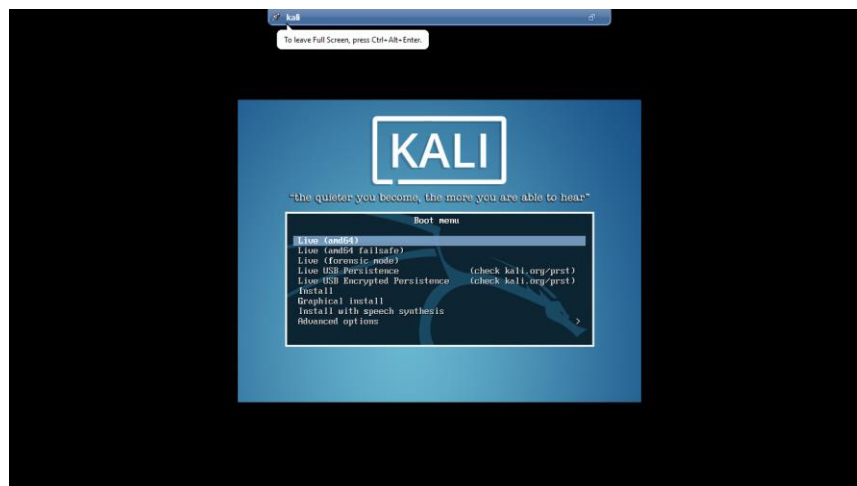 kali
To leave Full Screen, press Ctrl+Alt+Enter.
KALI
"the quieter you become, the more you are able to hear"
Boot menu
Live (amd64)
Live (amd64 failsafe)
Live (forensic mode)
Live USB Persistence (check kali.org/prst)
Live USB Encrypted Persistence (check kali.org/prst)
Install
Graphical install
Install with speech synthesis
Advanced options >